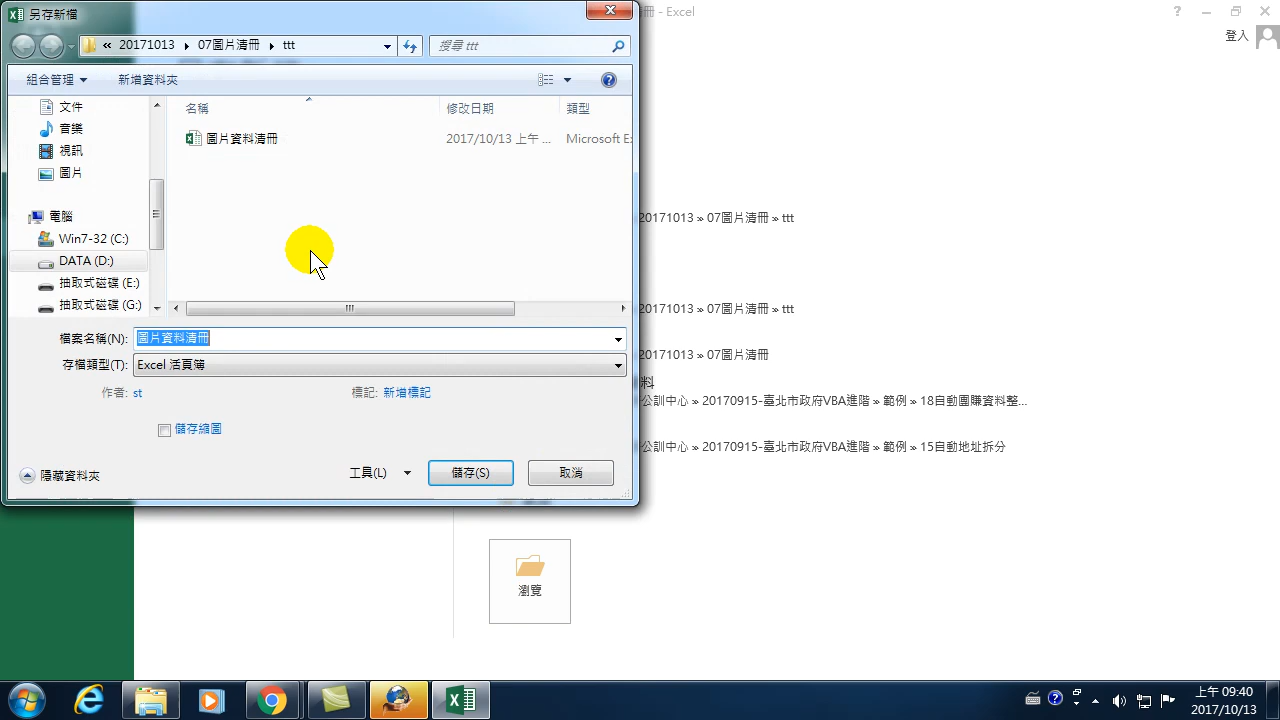 另存新檔
清冊 - Excel
登入
« 20171013 ▸ 07圖片清冊 ▸ ttt
搜尋 ttt
組合管理
新增資料夾
名稱
修改日期
類型
文件
音樂
視訊
圖片
電腦
Win7-32 (C:)
DATA (D:)
抽取式磁碟 (E:)
抽取式磁碟 (G:)
圖片資料清冊
2017/10/13 上午 ...
Microsoft Ex
檔案名稱(N):
圖片資料清冊
存檔類型(T):
Excel 活頁簿
作者: st
標記: 新增標記
儲存縮圖
隱藏資料夾
工具(L)
儲存(S)
取消
20171013 » 07圖片清冊 » ttt
20171013 » 07圖片清冊 » ttt
20171013 » 07圖片清冊
料
公訓中心 » 20170915-臺北市政府VBA進階 » 範例 » 18自動團購資料整...
公訓中心 » 20170915-臺北市政府VBA進階 » 範例 » 15自動地址拆分
瀏覽
上午 09:40
2017/10/13